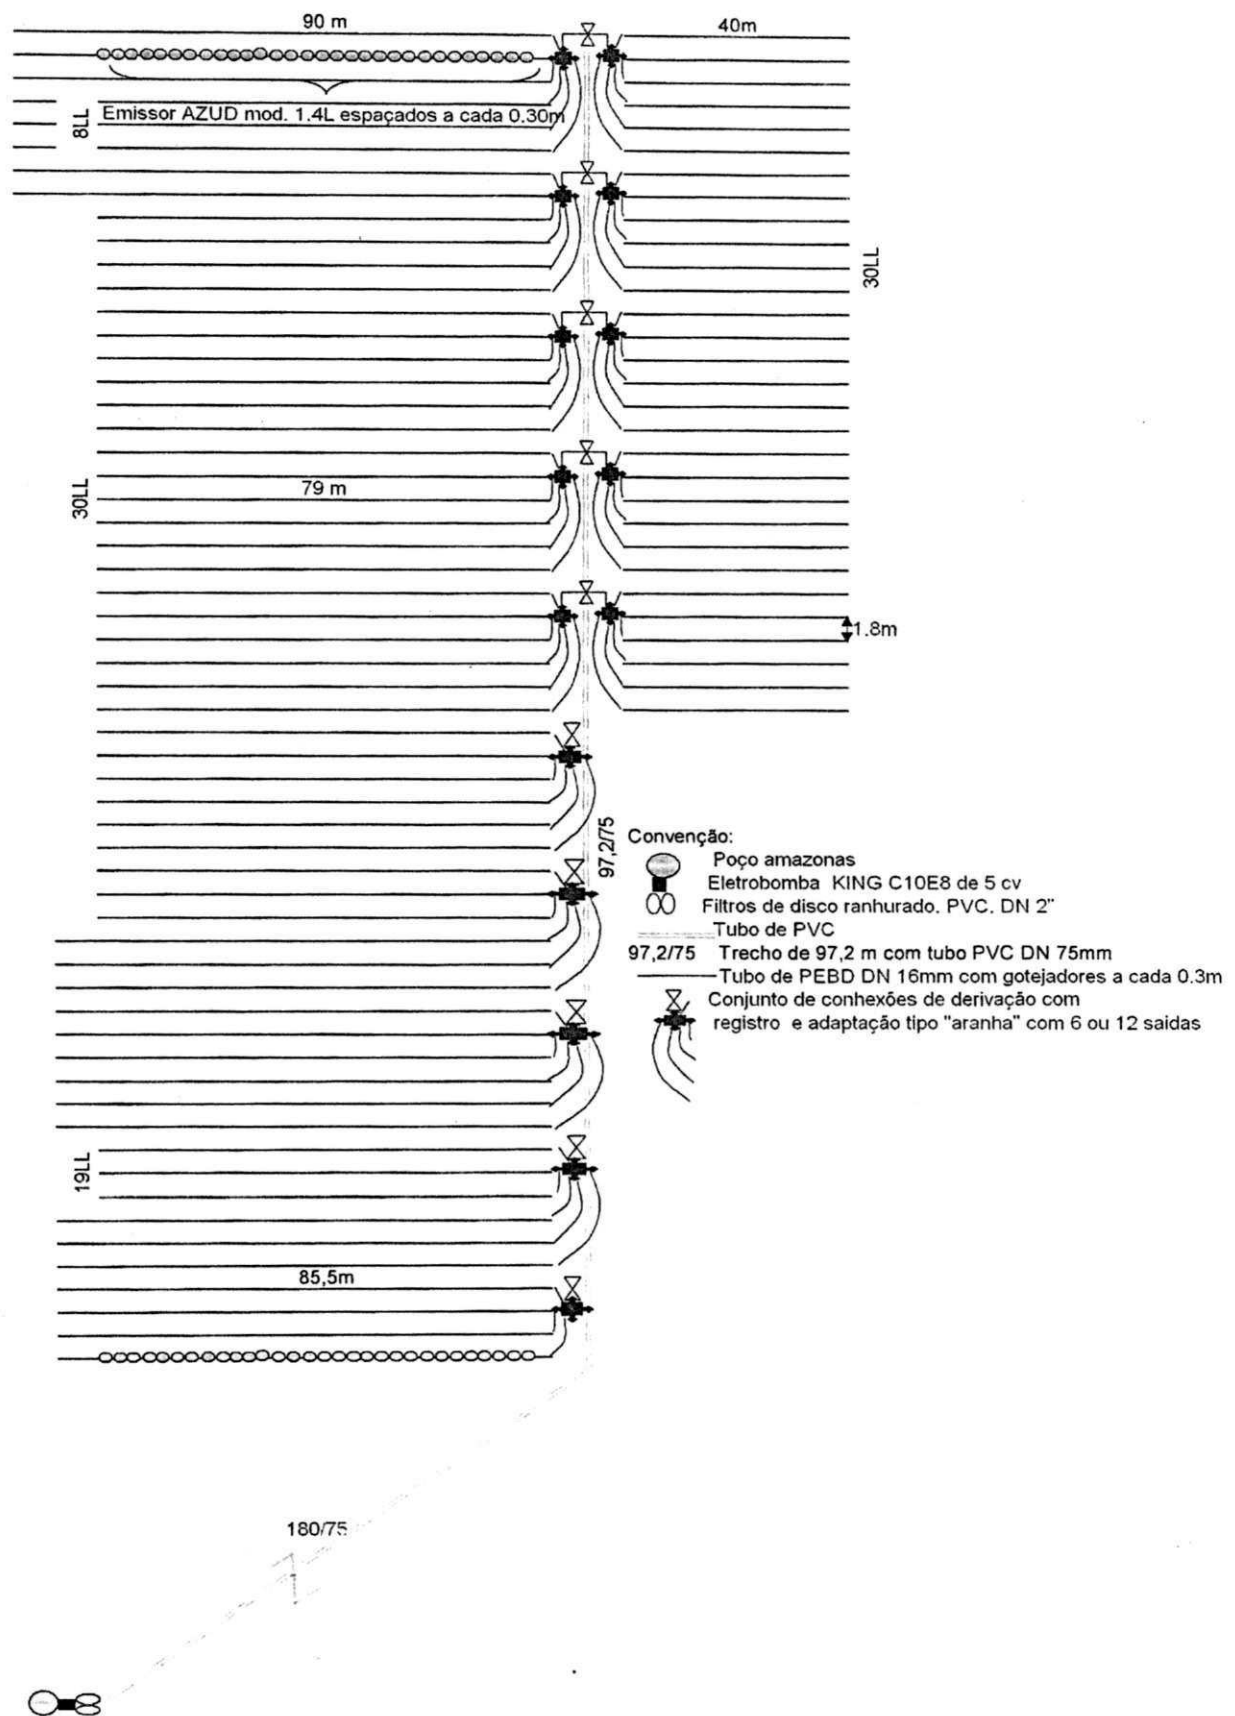 90 m
40m
Emissor AZUD mod. 1.4L espaçados a cada 0.30m
8LL
30LL
30LL
79 m
1.8m
97,2/75
Convenção:
Poço amazonas
Eletrobomba KING C10E8 de 5 cv
Filtros de disco ranhurado. PVC. DN 2"
Tubo de PVC
97,2/75 Trecho de 97,2 m com tubo PVC DN 75mm
Tubo de PEBD DN 16mm com gotejadores a cada 0.3m
Conjunto de conhexões de derivação com
registro e adaptação tipo "aranha" com 6 ou 12 saidas
19LL
85,5m
180/75